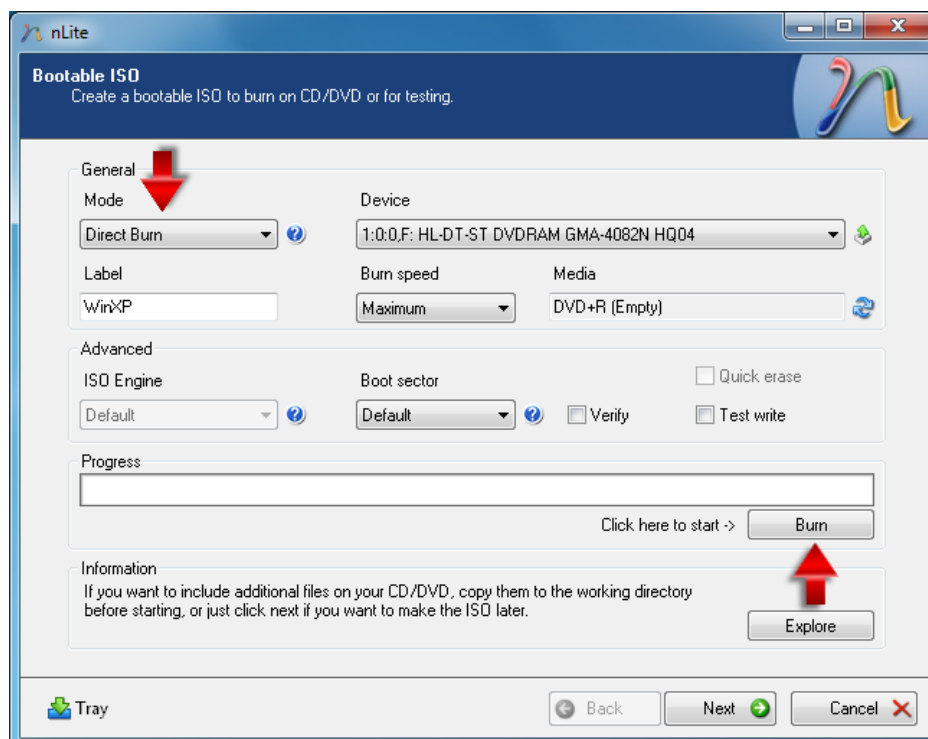 nLite
Bootable ISO
Create a bootable ISO to burn on CD/DVD or for testing.
General
Mode
Device
Direct Burn
1:0:0,F: HL-DT-ST DVDRAM GMA-4082N HQ04
Label
Burn speed
Media
WinXP
Maximum
DVD+R (Empty)
Advanced
ISO Engine
Boot sector
Quick erase
Default
Default
Verify
Test write
Progress
Click here to start ->
Burn
Information
If you want to include additional files on your CD/DVD, copy them to the working directory
before starting, or just click next if you want to make the ISO later.
Explore
Tray
Back
Next
Cancel